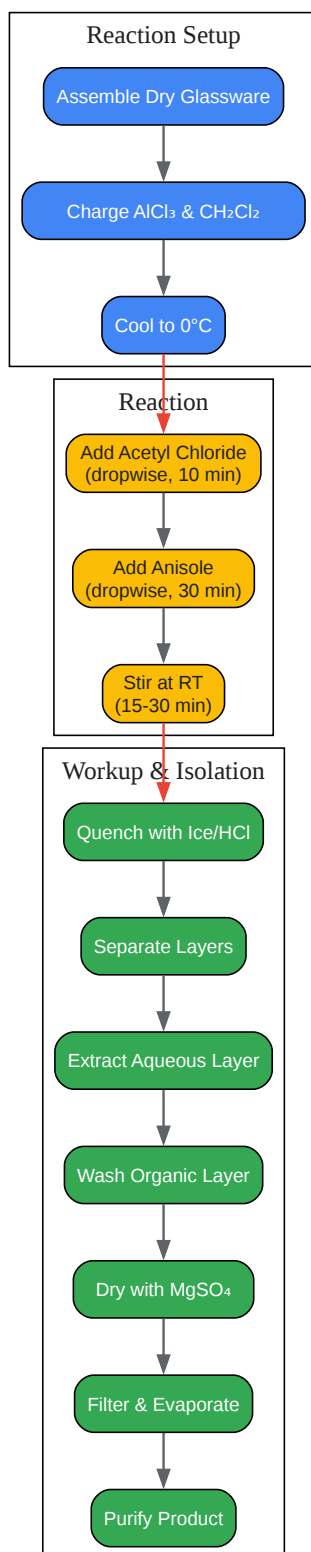 Reaction Setup
Assemble Dry Glassware
Charge AlCl₃ & CH₂Cl₂
Cool to 0°C
Reaction
Add Acetyl Chloride
(dropwise, 10 min)
Add Anisole
(dropwise, 30 min)
Stir at RT
(15-30 min)
Workup & Isolation
Quench with Ice/HCl
Separate Layers
Extract Aqueous Layer
Wash Organic Layer
Dry with MgSO₄
Filter & Evaporate
Purify Product